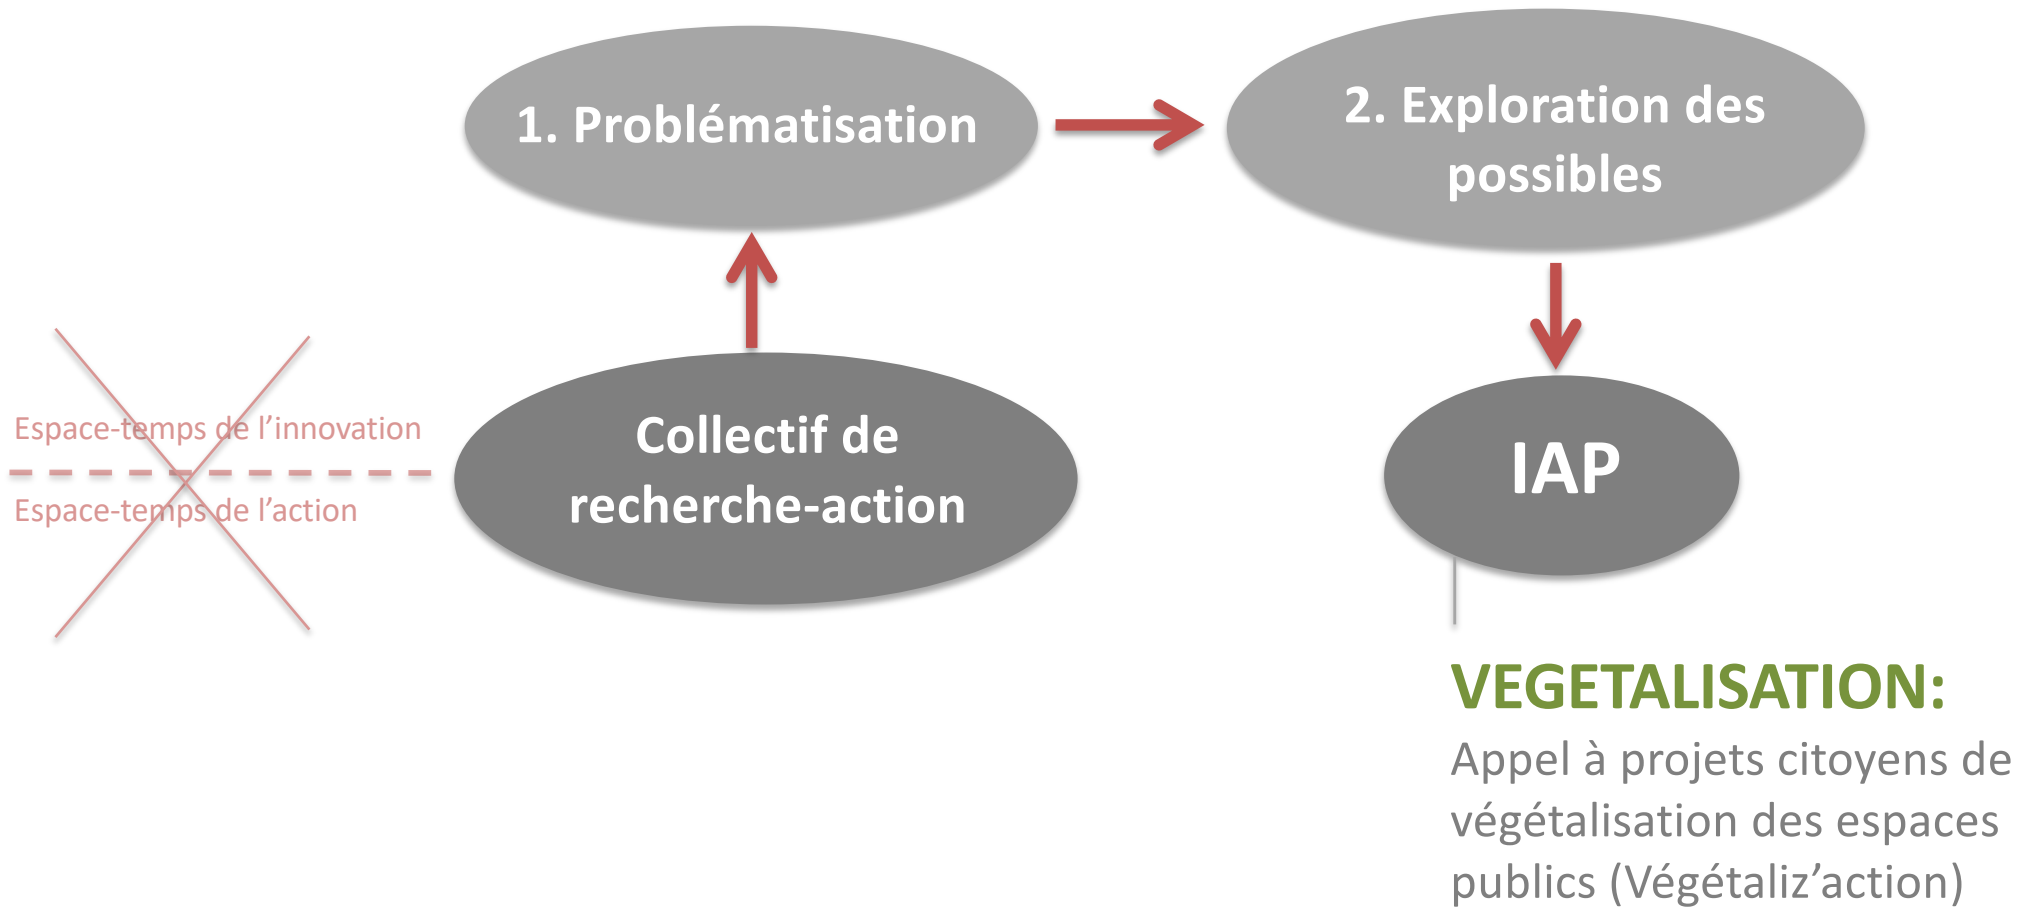 1. Problématisation
2. Exploration des
possibles
Espace-temps de l’innovation
Espace-temps de l’action
Collectif de
recherche-action
IAP
VEGETALISATION:
Appel à projets citoyens de
végétalisation des espaces
publics (Végétaliz’action)